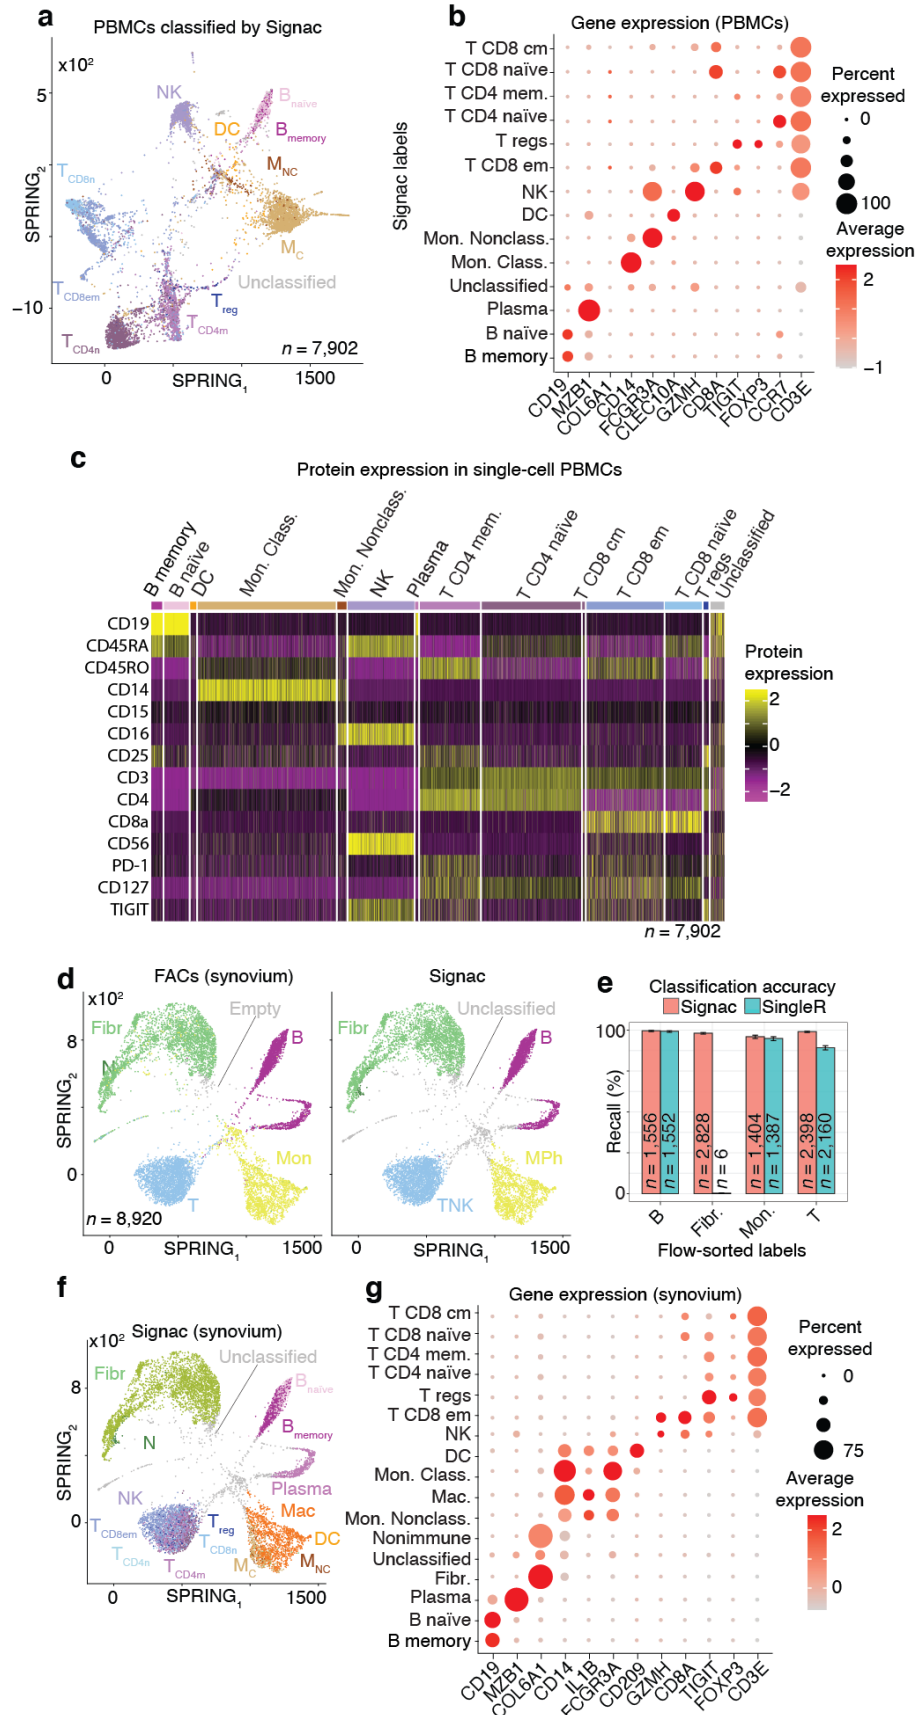 a
PBMCs classified by Signac
x10²
5
−10
SPRING₂
NK
B naïve
B memory
DC
M NC
M C
T CD8n
T CD8em
Unclassified
T reg
T CD4m
T CD4n
n = 7,902
0
SPRING₁
1500
b
Gene expression (PBMCs)
Signac labels
T CD8 cm
T CD8 naïve
T CD4 mem.
T CD4 naïve
T regs
T CD8 em
NK
DC
Mon. Nonclass.
Mon. Class.
Unclassified
Plasma
B naïve
B memory
CD19
MZB1
COL6A1
CD14
FCGR3A
CLEC10A
GZMH
CD8A
TIGIT
FOXP3
CCR7
CD3E
Percent
expressed
0
100
Average
expression
2
−1
c
Protein expression in single-cell PBMCs
B memory
B naïve
DC
Mon. Class.
Mon. Nonclass.
NK
Plasma
T CD4 mem.
T CD4 naïve
T CD8 cm
T CD8 em
T CD8 naïve
T regs
Unclassified
CD19
CD45RA
CD45RO
CD14
CD15
CD16
CD25
CD3
CD4
CD8a
CD56
PD-1
CD127
TIGIT
Protein
expression
2
0
−2
n = 7,902
d
FACs (synovium)
x10²
Fibr
N
Empty
B
8
0
SPRING₂
Mon
T
n = 8,920
0
SPRING₁
1500
Signac
Fibr
Unclassified
B
MPh
TNK
0
SPRING₁
1500
e
Classification accuracy
Signac
SingleR
Recall (%)
100
0
n = 1,556
n = 1,552
n = 2,828
n = 6
n = 1,404
n = 1,387
n = 2,398
n = 2,160
B
Fibr.
Mon.
T
Flow-sorted labels
f
Signac (synovium)
x10²
Unclassified
Fibr
8
0
SPRING₂
N
B naïve
B memory
Plasma
NK
Mac
T CD8em
T reg
T CD8n
T CD4n
T CD4m
M C
DC
M NC
0
SPRING₁
1500
g
Gene expression (synovium)
T CD8 cm
T CD8 naïve
T CD4 mem.
T CD4 naïve
T regs
T CD8 em
NK
DC
Mon. Class.
Mac.
Mon. Nonclass.
Nonimmune
Unclassified
Fibr.
Plasma
B naïve
B memory
CD19
MZB1
COL6A1
CD14
IL1B
FCGR3A
CD209
GZMH
CD8A
TIGIT
FOXP3
CD3E
Percent
expressed
0
75
Average
expression
2
0